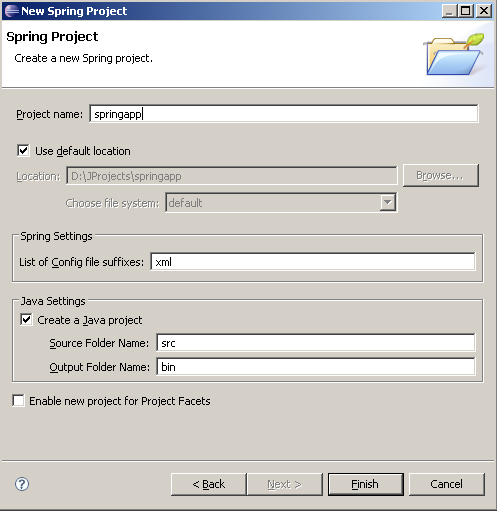 New Spring Project
Spring Project
Create a new Spring project.
Project name: springapp
Use default location
Location: D:\JProjects\springapp Browse...
Choose file system: default
Spring Settings
List of Config file suffixes: xml
Java Settings
Create a Java project
Source Folder Name: src
Output Folder Name: bin
Enable new project for Project Facets
? < Back Next > Finish Cancel